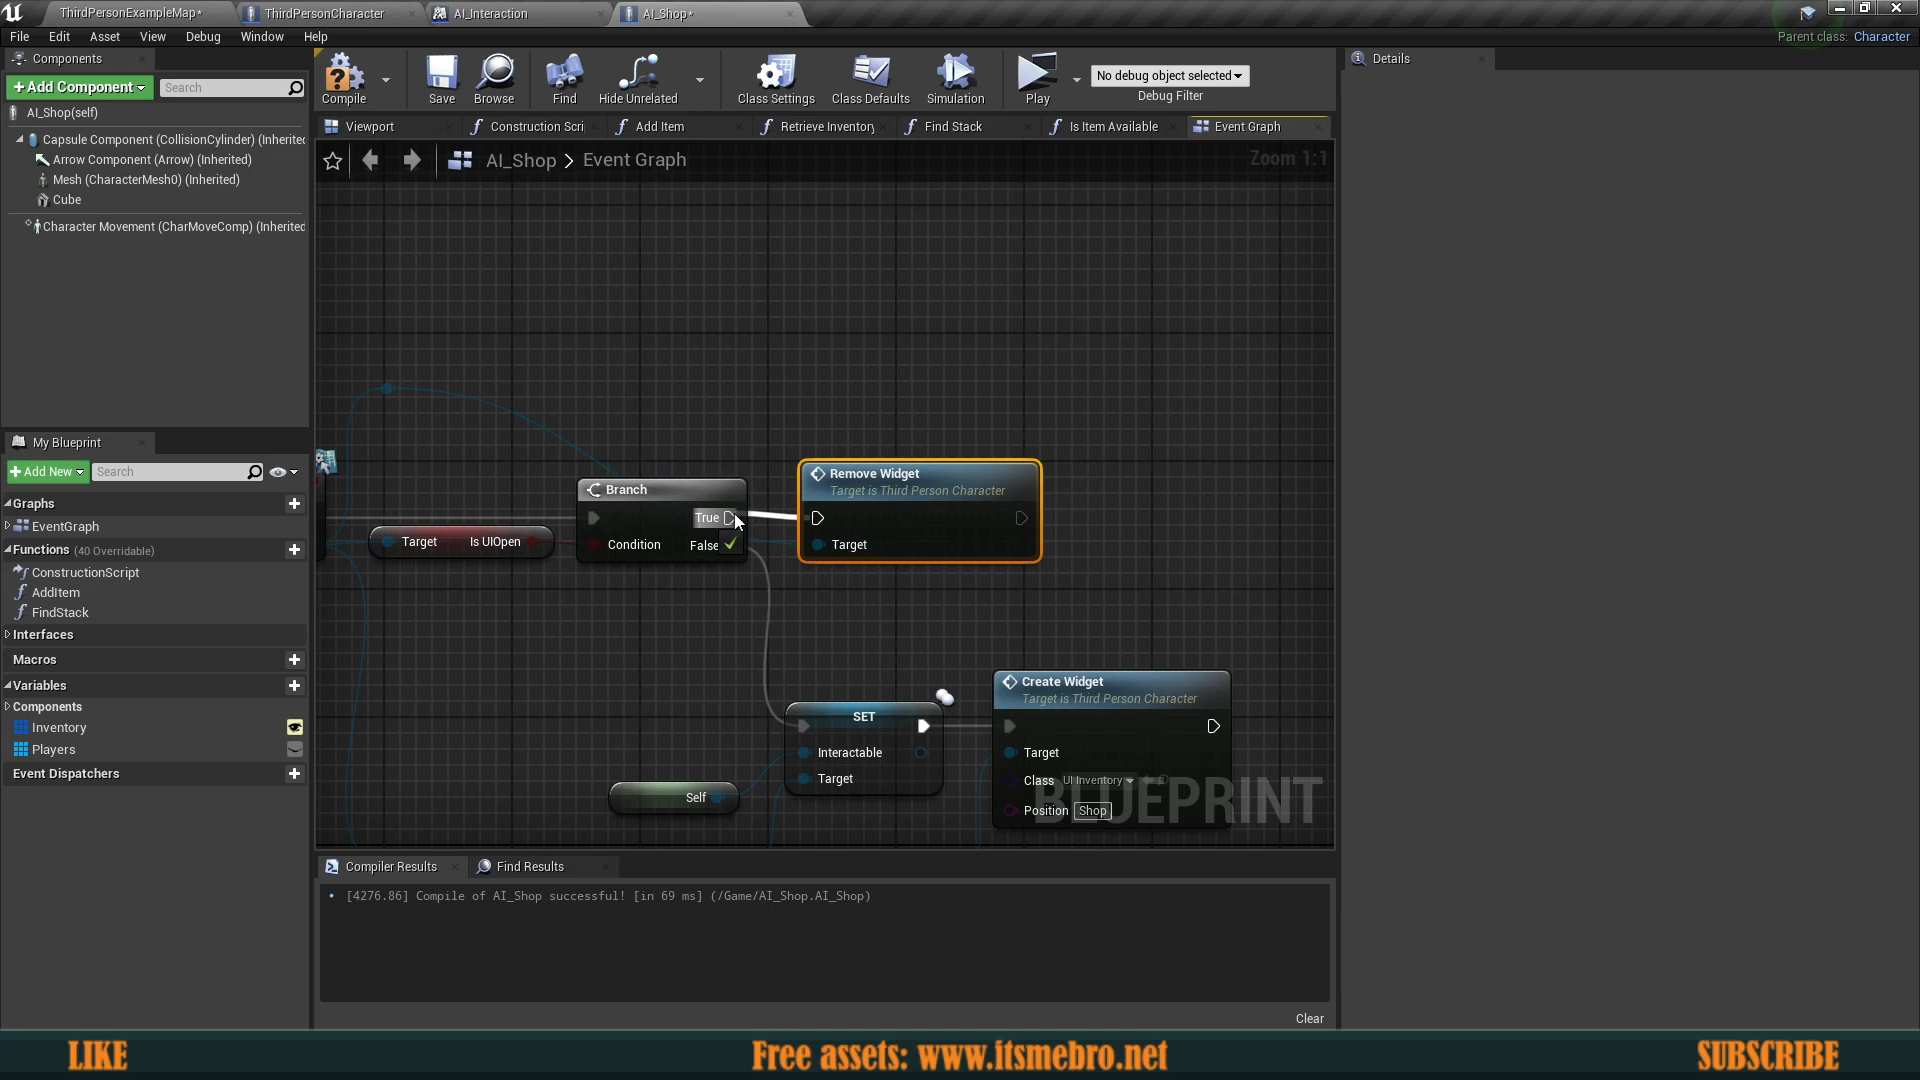 ThirdPersonExampleMap*
ThirdPersonCharacter
AI_Interaction
AI_Shop*
File Edit Asset View Debug Window Help
Parent class: Character
Components
+Add Component
Search
AI_Shop(self)
Capsule Component (CollisionCylinder) (Inherited
Arrow Component (Arrow) (Inherited)
Mesh (CharacterMesh0) (Inherited)
Cube
Character Movement (CharMoveComp) (Inherited
Compile
Save
Browse
Find
Hide Unrelated
Class Settings
Class Defaults
Simulation
Play
No debug object selected
Debug Filter
Details
Viewport
Construction Scri
Add Item
Retrieve Inventory
Find Stack
Is Item Available
Event Graph
AI_Shop > Event Graph
Zoom 1:1
My Blueprint
+Add New
Search
Graphs
EventGraph
Functions (40 Overridable)
ConstructionScript
AddItem
FindStack
Interfaces
Macros
Variables
Components
Inventory
Players
Event Dispatchers
Target Is UIOpen
Branch
True
Condition False
Remove Widget
Target is Third Person Character
Target
SET
Interactable
Target
Self
Create Widget
Target is Third Person Character
Target
Class UI Inventory
Position Shop
BLUEPRINT
Compiler Results
Find Results
[4276.86] Compile of AI_Shop successful! [in 69 ms] (/Game/AI_Shop.AI_Shop)
Clear
LIKE
Free assets: www.itsmebro.net
SUBSCRIBE